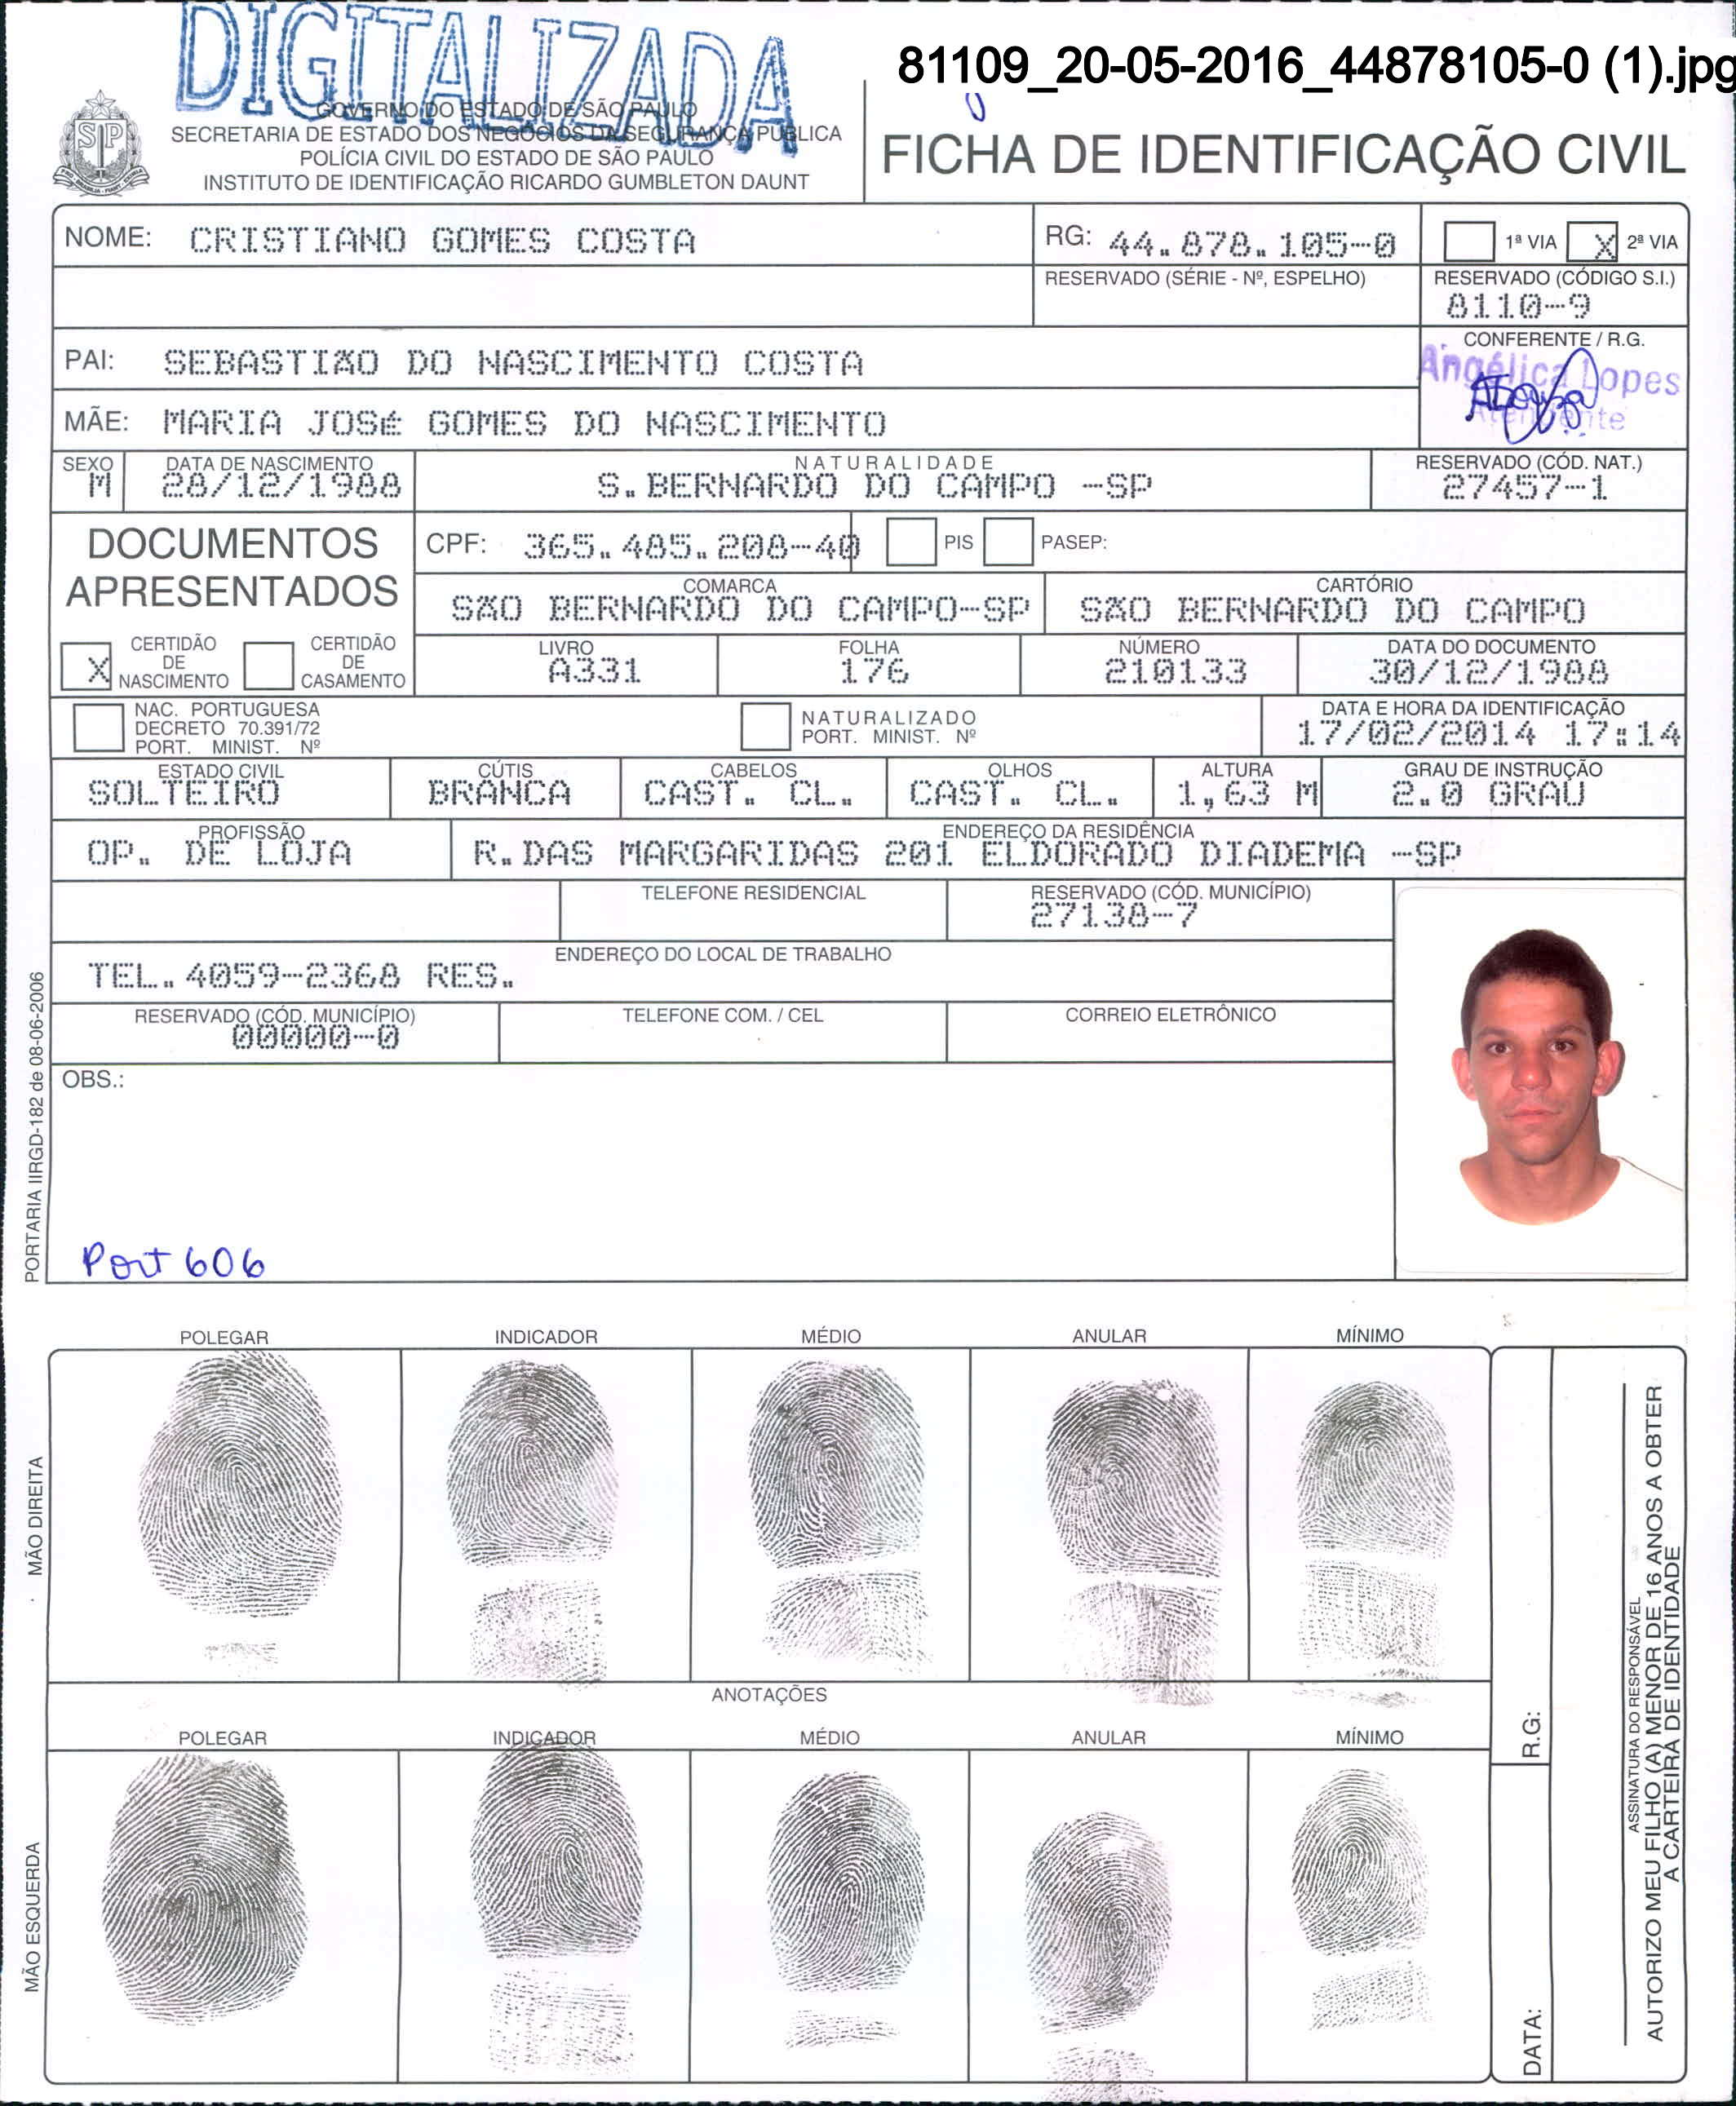 DIGITALIZADA
81109_20-05-2016_44878105-0 (1).jpg
GOVERNO DO ESTADO DE SÃO PAULO
SECRETARIA DE ESTADO DOS NEGÓCIOS DA SEGURANÇA PÚBLICA
POLÍCIA CIVIL DO ESTADO DE SÃO PAULO
INSTITUTO DE IDENTIFICAÇÃO RICARDO GUMBLETON DAUNT
FICHA DE IDENTIFICAÇÃO CIVIL
NOME: CRISTIANO GOMES COSTA
RG: 44.878.105-0
1ª VIA X 2ª VIA
RESERVADO (SÉRIE - Nº, ESPELHO)
RESERVADO (CÓDIGO S.I.)
8110-9
PAI: SEBASTIÃO DO NASCIMENTO COSTA
CONFERENTE / R.G.
Angélica Lopes
Atendente
MÃE: MARIA JOSé GOMES DO NASCIMENTO
SEXO
M
DATA DE NASCIMENTO
28/12/1988
NATURALIDADE
S.BERNARDO DO CAMPO -SP
RESERVADO (CÓD. NAT.)
27457-1
DOCUMENTOS
APRESENTADOS
CPF: 365.485.208-40
PIS
PASEP:
COMARCA
SÃO BERNARDO DO CAMPO-SP
CARTÓRIO
SÃO BERNARDO DO CAMPO
X CERTIDÃO
DE
NASCIMENTO
CERTIDÃO
DE
CASAMENTO
LIVRO
A331
FOLHA
176
NÚMERO
210133
DATA DO DOCUMENTO
30/12/1988
NAC. PORTUGUESA
DECRETO 70.391/72
PORT. MINIST. Nº
NATURALIZADO
PORT. MINIST. Nº
DATA E HORA DA IDENTIFICAÇÃO
17/02/2014 17:14
ESTADO CIVIL
SOLTEIRO
CÚTIS
BRANCA
CABELOS
CAST. CL.
OLHOS
CAST. CL.
ALTURA
1,63 M
GRAU DE INSTRUÇÃO
2.0 GRAU
PROFISSÃO
OP. DE LOJA
ENDEREÇO DA RESIDÊNCIA
R.DAS MARGARIDAS 201 ELDORADO DIADEMA -SP
TELEFONE RESIDENCIAL
RESERVADO (CÓD. MUNICÍPIO)
27138-7
ENDEREÇO DO LOCAL DE TRABALHO
TEL.4059-2368 RES.
RESERVADO (CÓD. MUNICÍPIO)
00000-0
TELEFONE COM. / CEL
CORREIO ELETRÔNICO
OBS.:
Port 606
PORTARIA IIRGD-182 de 08-06-2006
POLEGAR
INDICADOR
MÉDIO
ANULAR
MÍNIMO
MÃO DIREITA
ANOTAÇÕES
POLEGAR
INDICADOR
MÉDIO
ANULAR
MÍNIMO
MÃO ESQUERDA
R.G:
DATA:
ASSINATURA DO RESPONSÁVEL
AUTORIZO MEU FILHO (A) MENOR DE 16 ANOS A OBTER
A CARTEIRA DE IDENTIDADE